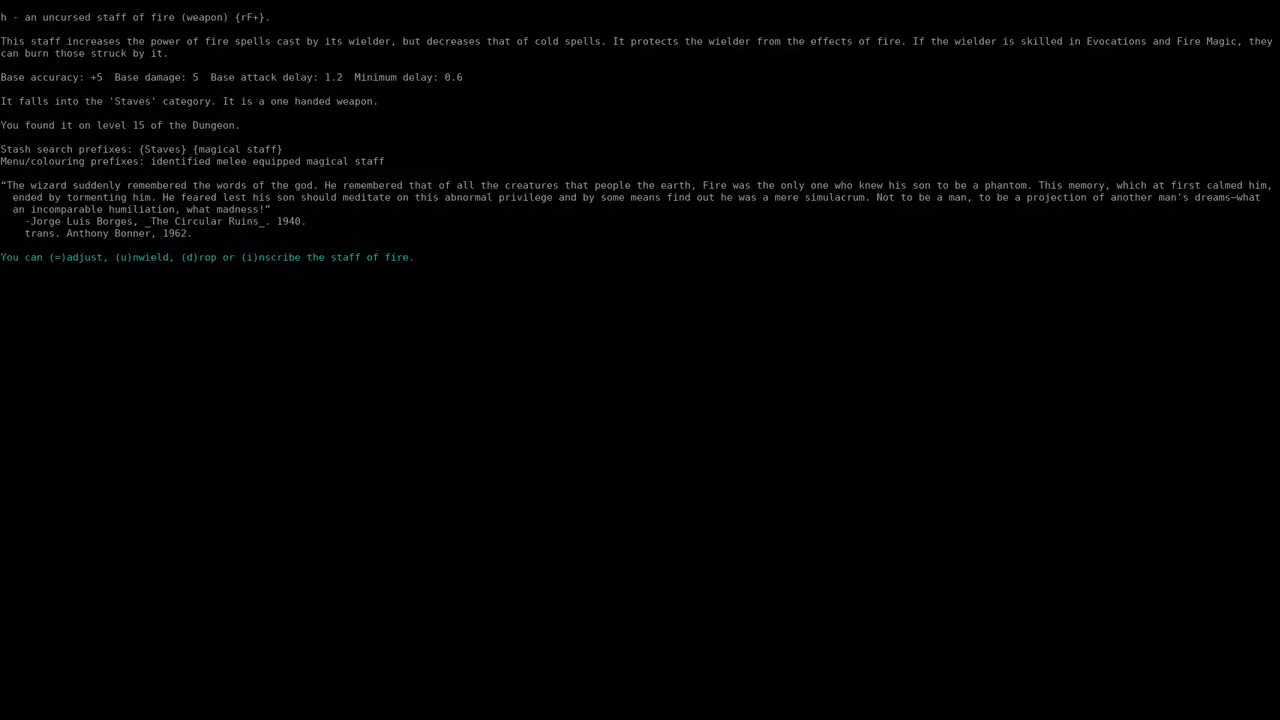 h - an uncursed staff of fire (weapon) {rF+}.
This staff increases the power of fire spells cast by its wielder, but decreases that of cold spells. It protects the wielder from the effects of fire. If the wielder is skilled in Evocations and Fire Magic, they
can burn those struck by it.
Base accuracy: +5  Base damage: 5  Base attack delay: 1.2  Minimum delay: 0.6
It falls into the 'Staves' category. It is a one handed weapon.
You found it on level 15 of the Dungeon.
Stash search prefixes: {Staves} {magical staff}
Menu/colouring prefixes: identified melee equipped magical staff
“The wizard suddenly remembered the words of the god. He remembered that of all the creatures that people the earth, Fire was the only one who knew his son to be a phantom. This memory, which at first calmed him,
ended by tormenting him. He feared lest his son should meditate on this abnormal privilege and by some means find out he was a mere simulacrum. Not to be a man, to be a projection of another man's dreams—what
an incomparable humiliation, what madness!”
-Jorge Luis Borges, _The Circular Ruins_. 1940.
trans. Anthony Bonner, 1962.
You can (=)adjust, (u)nwield, (d)rop or (i)nscribe the staff of fire.